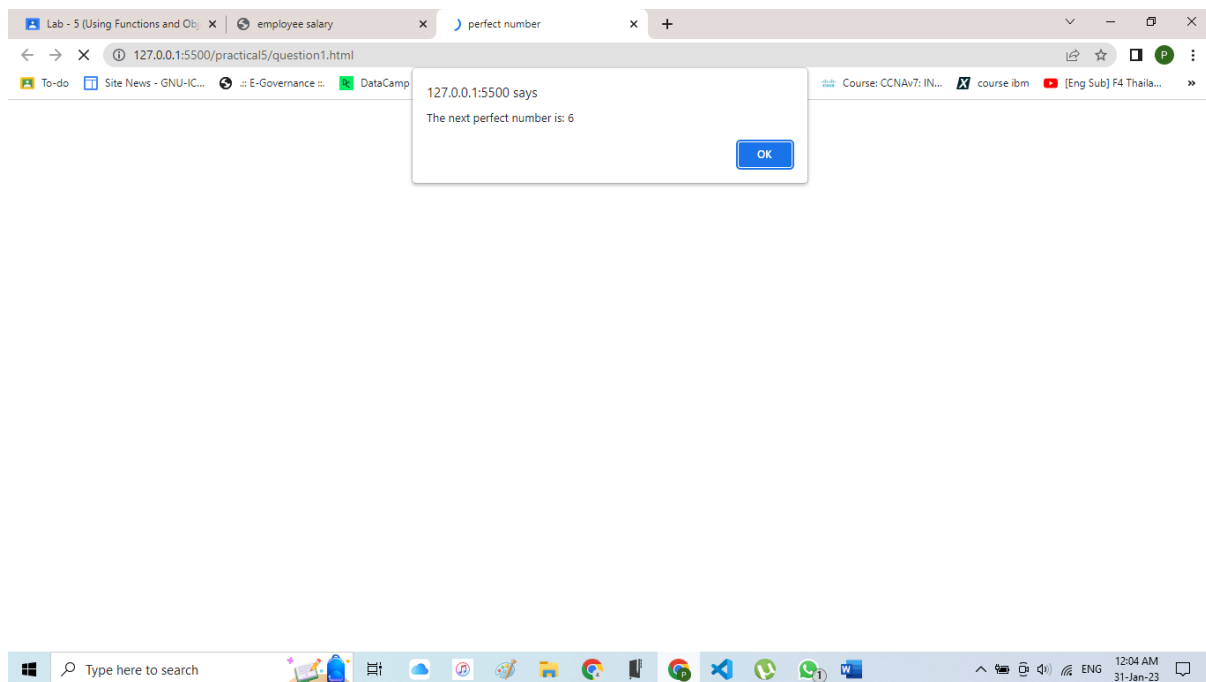 Lab - 5 (Using Functions and Obj
employee salary
perfect number
127.0.0.1:5500/practical5/question1.html
P
To-do
Site News - GNU-IC...
.:: E-Governance ::.
DataCamp
Course: CCNAv7: IN...
course ibm
[Eng Sub] F4 Thaila...
»
127.0.0.1:5500 says
The next perfect number is: 6
OK
Type here to search
ENG
12:04 AM
31-Jan-23